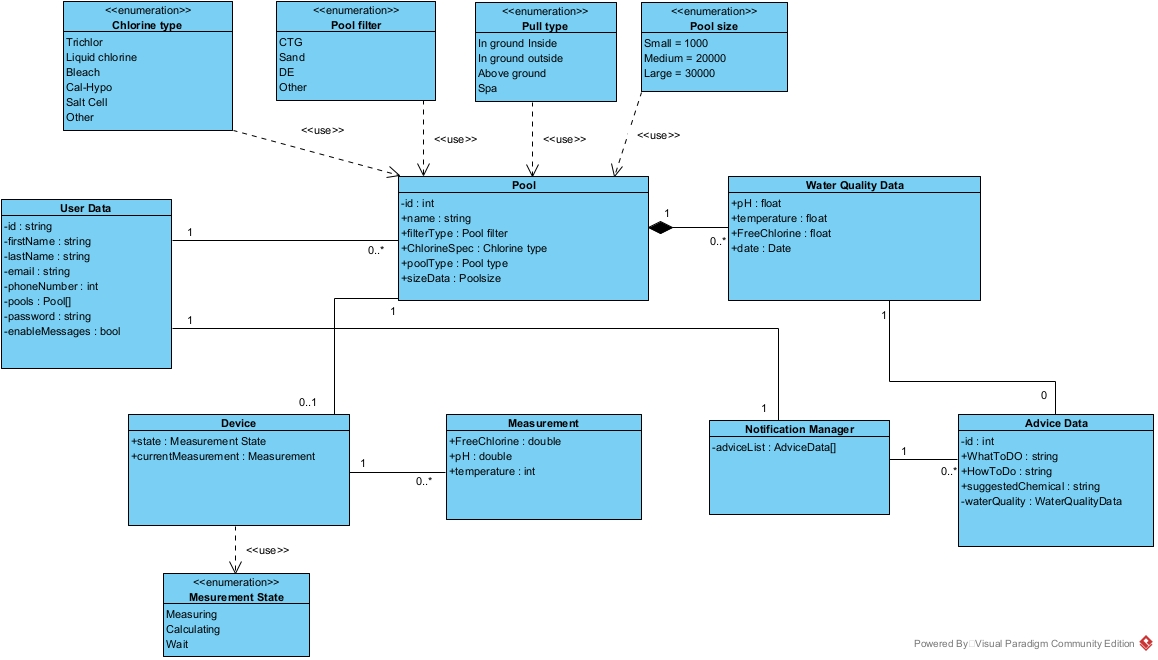 <<enumeration>>
Chlorine type
Trichlor
Liquid chlorine
Bleach
Cal-Hypo
Salt Cell
Other
<<enumeration>>
Pool filter
CTG
Sand
DE
Other
<<enumeration>>
Pull type
In ground Inside
In ground outside
Above ground
Spa
<<enumeration>>
Pool size
Small = 1000
Medium = 20000
Large = 30000
<<use>>
<<use>>
<<use>>
<<use>>
User Data
-id : string
-firstName : string
-lastName : string
-email : string
-phoneNumber : int
-pools : Pool[]
-password : string
-enableMessages : bool
1
0..*
Pool
-id : int
+name : string
+filterType : Pool filter
+ChlorineSpec : Chlorine type
+poolType : Pool type
+sizeData : Poolsize
1
0..*
Water Quality Data
+pH : float
+temperature : float
+FreeChlorine : float
+date : Date
1
1
1
0..1
1
0
Device
+state : Measurement State
+currentMeasurement : Measurement
1
0..*
Measurement
+FreeChlorine : double
+pH : double
+temperature : int
Notification Manager
-adviceList : AdviceData[]
1
0..*
Advice Data
-id : int
+WhatToDO : string
+HowToDo : string
+suggestedChemical : string
-waterQuality : WaterQualityData
<<use>>
<<enumeration>>
Mesurement State
Measuring
Calculating
Wait
Powered By Visual Paradigm Community Edition